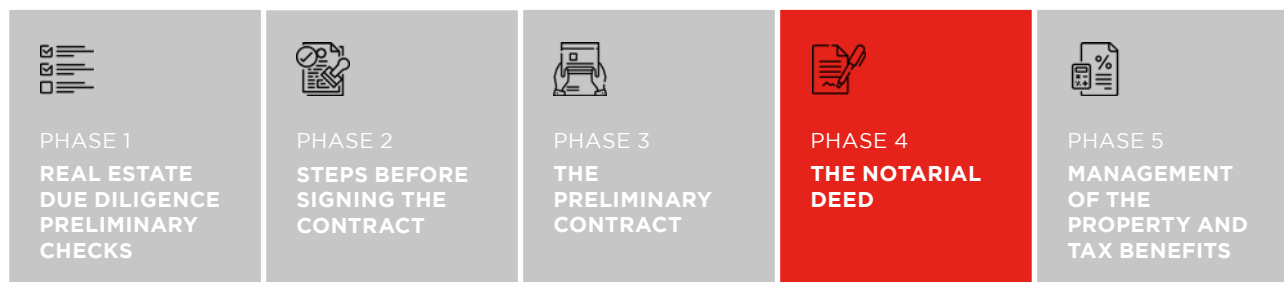 PHASE 1
REAL ESTATE
DUE DILIGENCE
PRELIMINARY
CHECKS
PHASE 2
STEPS BEFORE
SIGNING THE
CONTRACT
PHASE 3
THE
PRELIMINARY
CONTRACT
PHASE 4
THE NOTARIAL
DEED
%
PHASE 5
MANAGEMENT
OF THE
PROPERTY AND
TAX BENEFITS